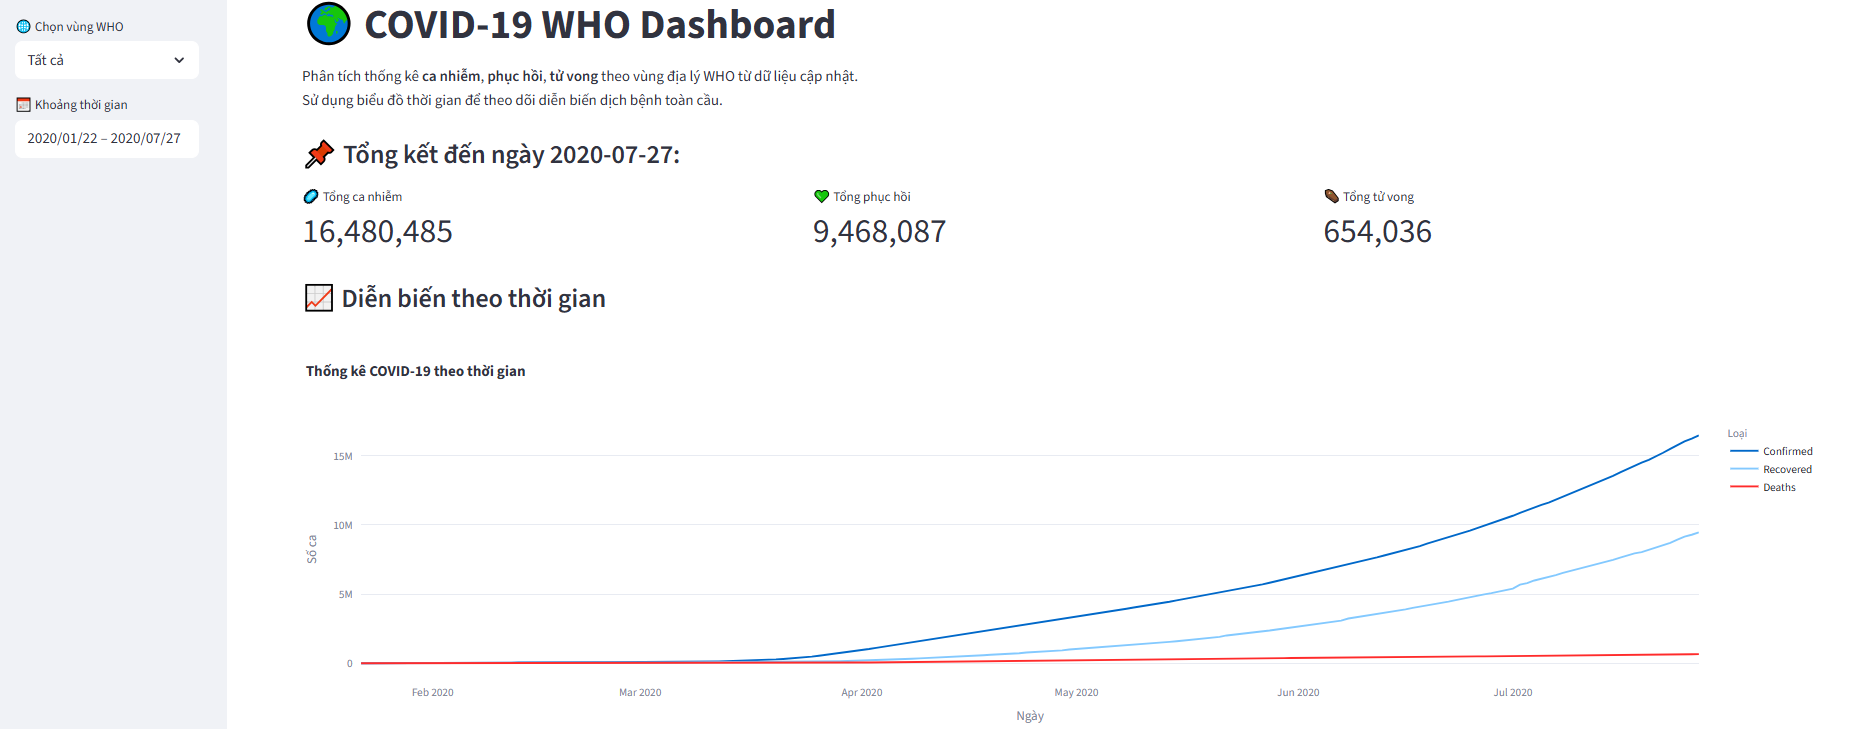 Chọn vùng WHO
Tất cả
Khoảng thời gian
2020/01/22 – 2020/07/27
COVID-19 WHO Dashboard
Phân tích thống kê ca nhiễm, phục hồi, tử vong theo vùng địa lý WHO từ dữ liệu cập nhật.
Sử dụng biểu đồ thời gian để theo dõi diễn biến dịch bệnh toàn cầu.
Tổng kết đến ngày 2020-07-27:
Tổng ca nhiễm
16,480,485
Tổng phục hồi
9,468,087
Tổng tử vong
654,036
Diễn biến theo thời gian
Thống kê COVID-19 theo thời gian
Số ca
15M
10M
5M
0
Feb 2020
Mar 2020
Apr 2020
May 2020
Jun 2020
Jul 2020
Ngày
Loại
Confirmed
Recovered
Deaths